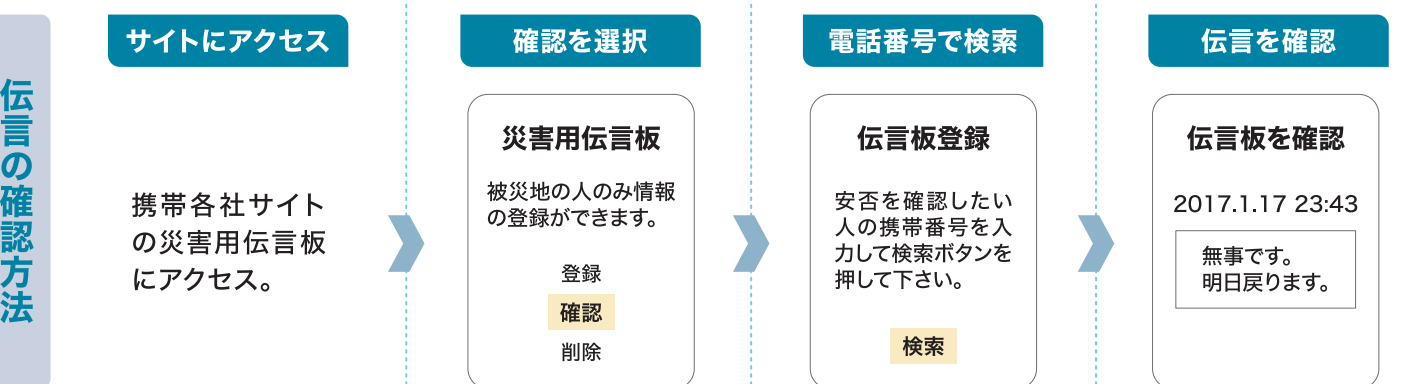 伝言の確認方法
サイトにアクセス
携帯各社サイト
の災害用伝言板
にアクセス。
確認を選択
災害用伝言板
被災地の人のみ情報
の登録ができます。
登録
確認
削除
電話番号で検索
伝言板登録
安否を確認したい
人の携帯番号を入
力して検索ボタンを
押して下さい。
検索
伝言を確認
伝言板を確認
2017.1.17 23:43
無事です。
明日戻ります。